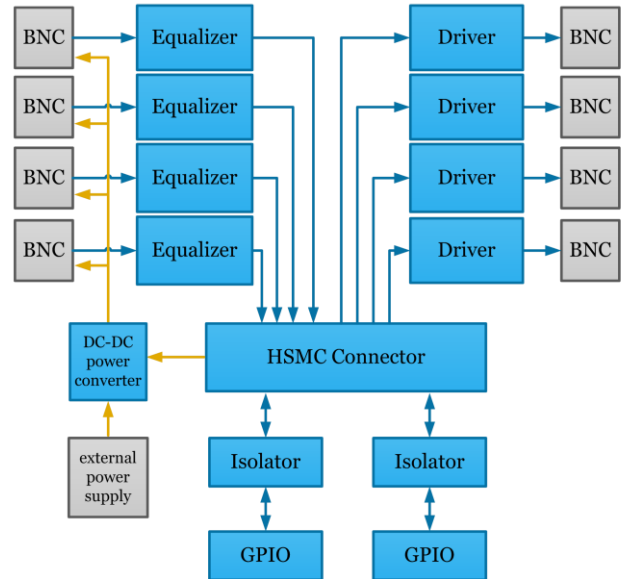 BNC Equalizer Driver BNC
BNC Equalizer Driver BNC
BNC Equalizer Driver BNC
BNC Equalizer Driver BNC
DC-DC
power
converter
HSMC Connector
external
power
supply
Isolator Isolator
GPIO GPIO